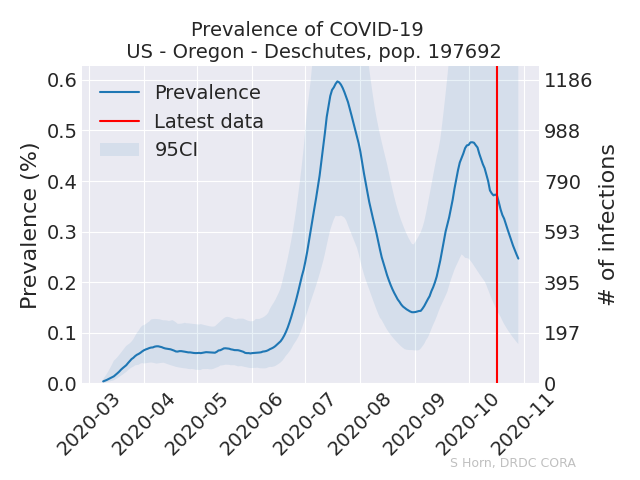 Prevalence of COVID-19
US - Oregon - Deschutes, pop. 197692
Prevalence
Latest data
95CI
Prevalence (%)
0.6
0.5
0.4
0.3
0.2
0.1
0.0
1186
988
790
593
395
197
0
# of infections
2020-03
2020-04
2020-05
2020-06
2020-07
2020-08
2020-09
2020-10
2020-11
S Horn, DRDC CORA